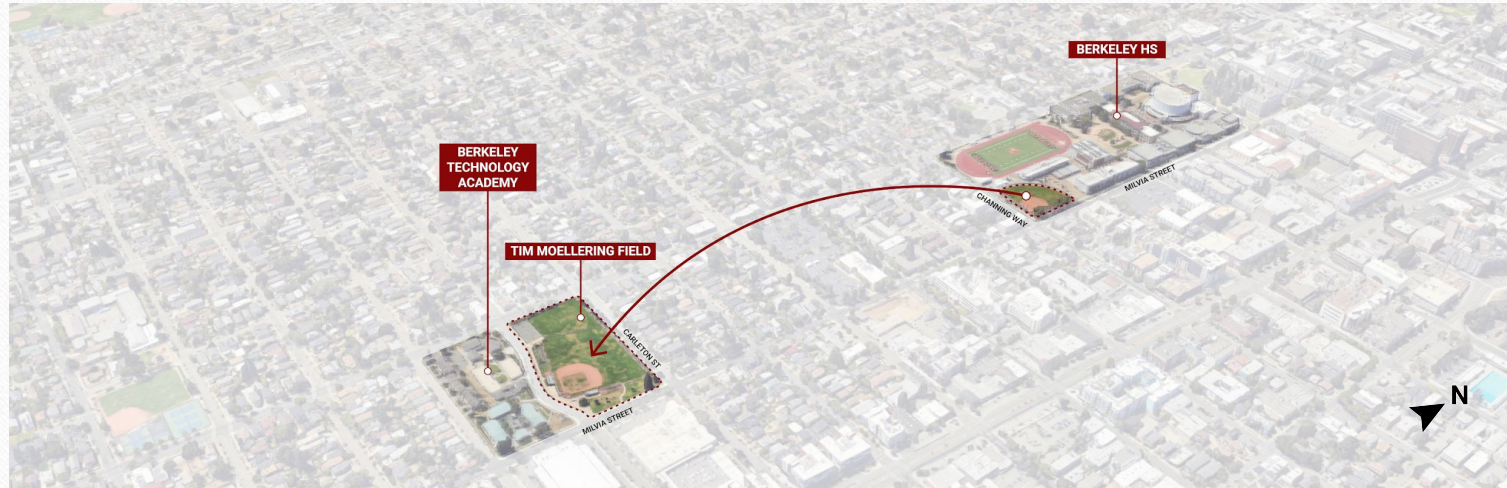 BERKELEY HS
MILVIA STREET
CHANNING WAY
BERKELEY
TECHNOLOGY
ACADEMY
TIM MOELLERING FIELD
CARLETON ST
MILVIA STREET
N